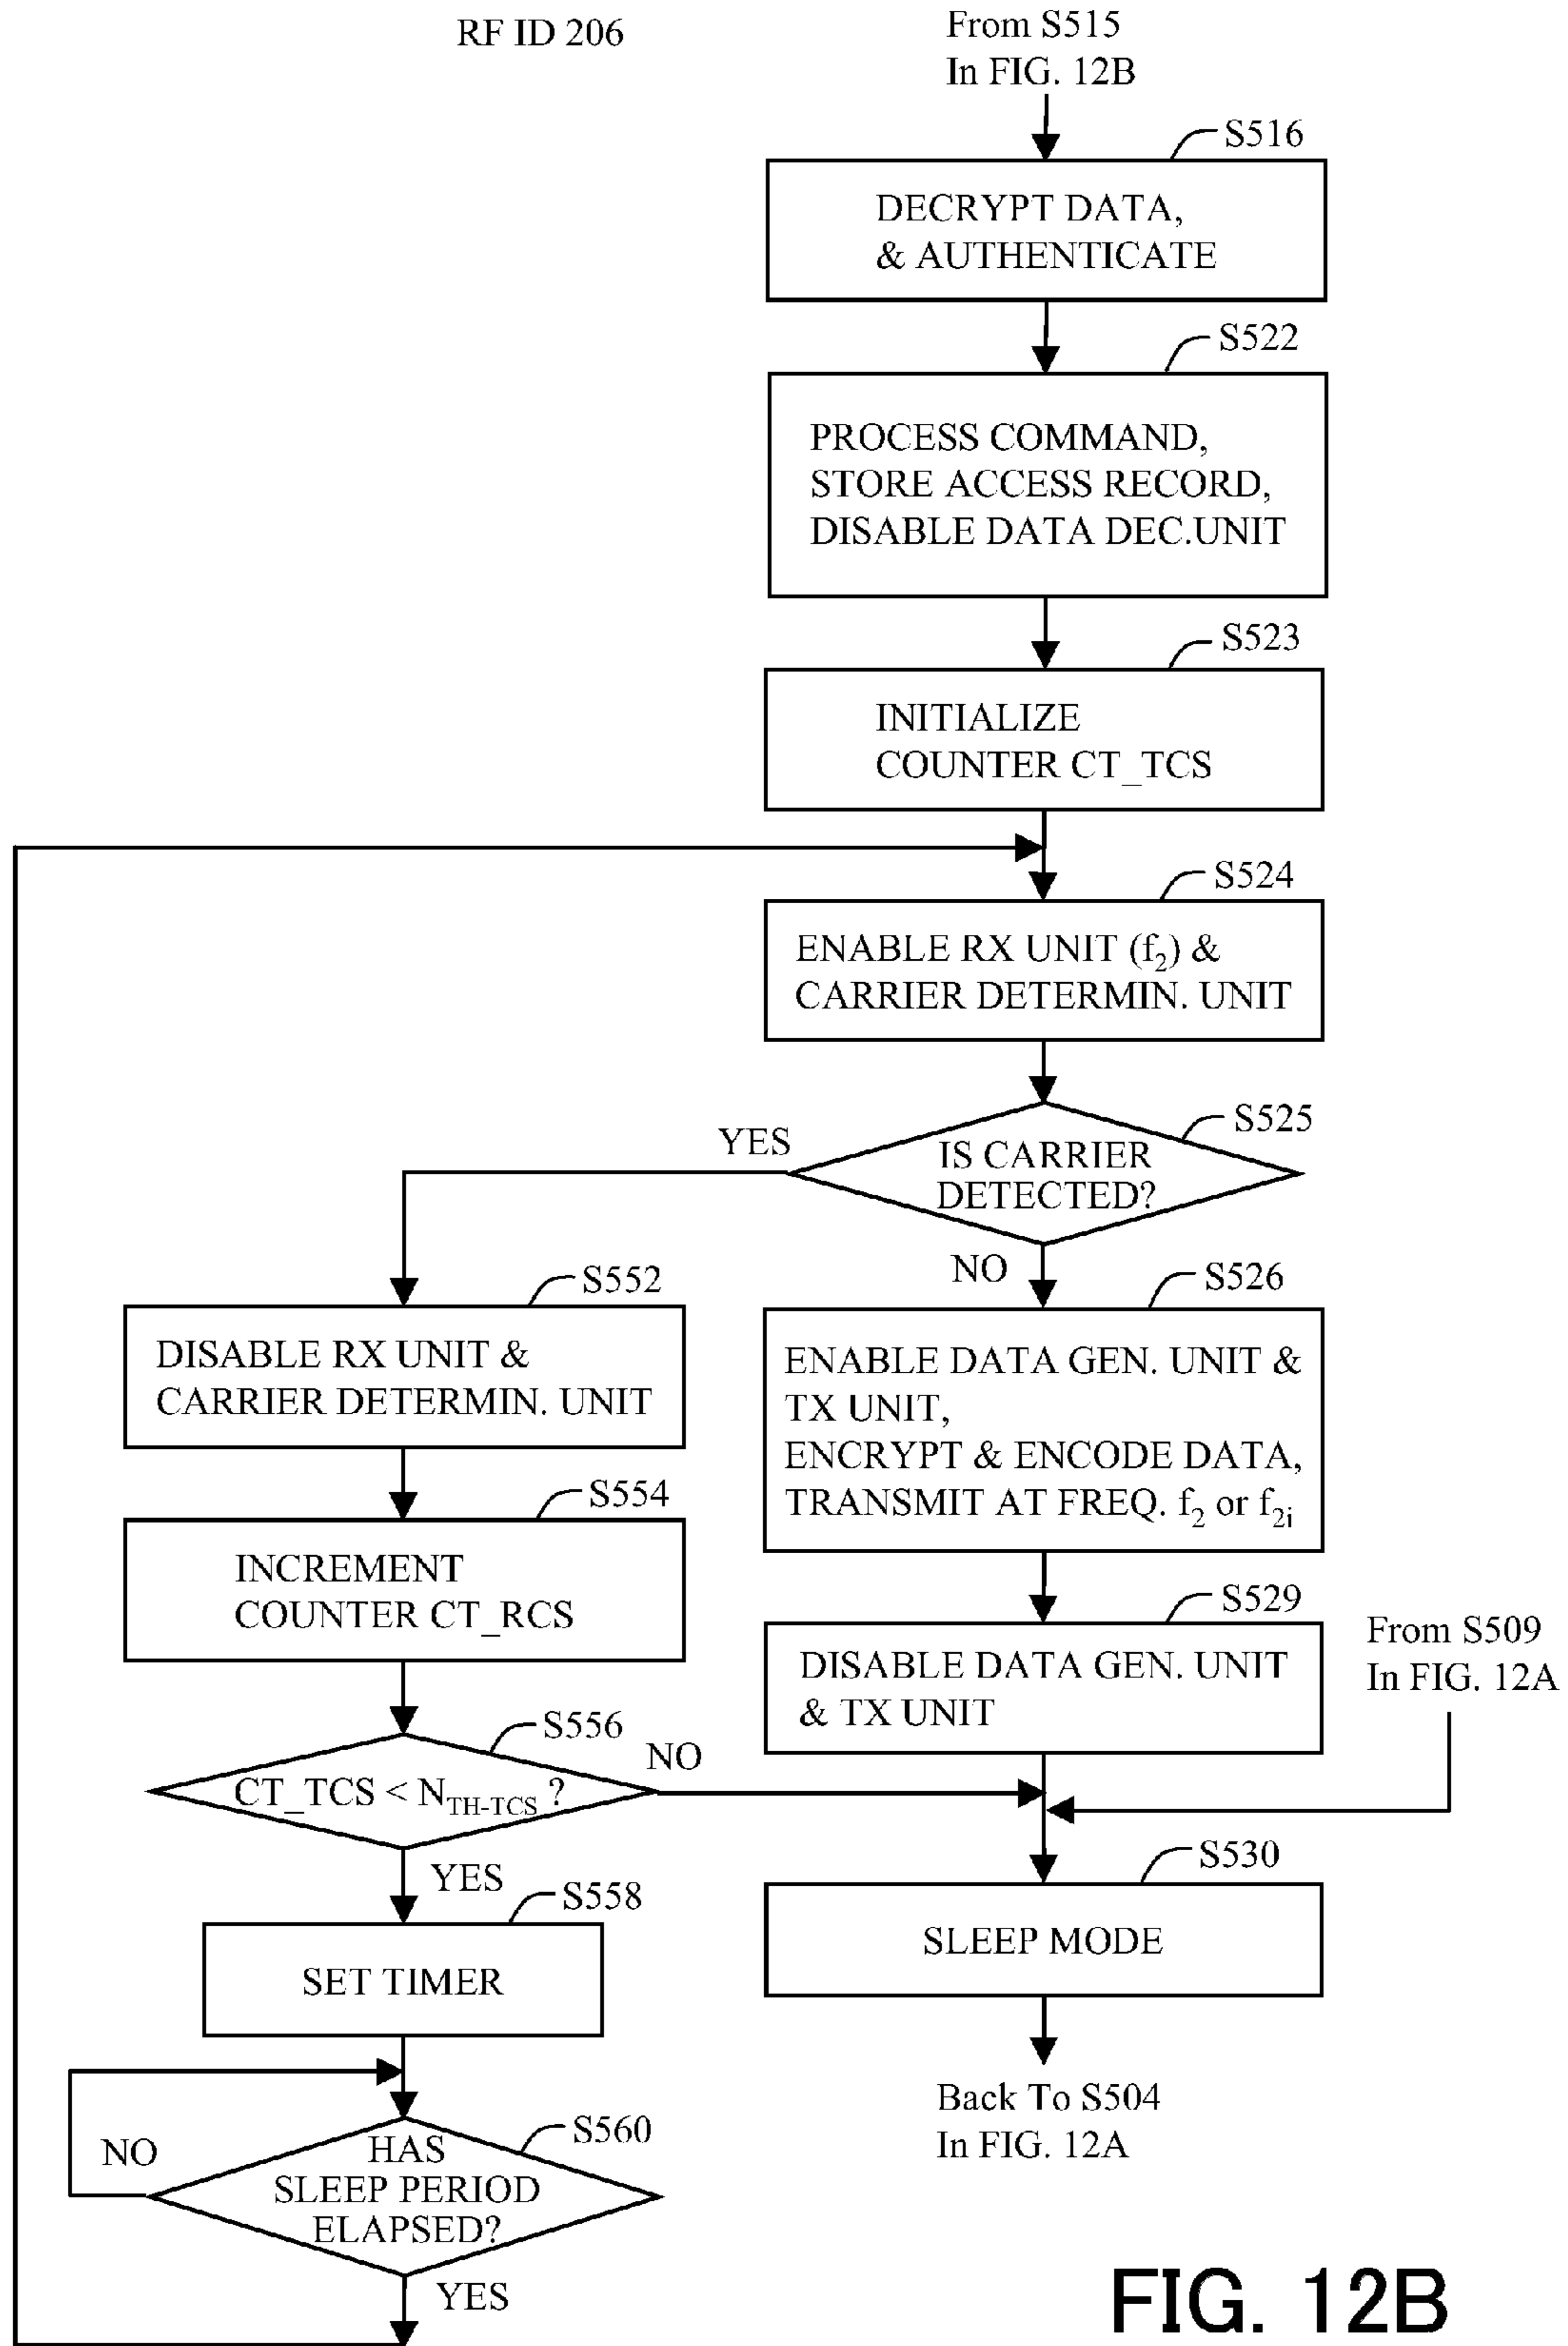 RF ID 206
From S515
In FIG. 12B
S516
DECRYPT DATA,
& AUTHENTICATE
S522
PROCESS COMMAND,
STORE ACCESS RECORD,
DISABLE DATA DEC.UNIT
S523
INITIALIZE
COUNTER CT_TCS
S524
ENABLE RX UNIT (f2) &
CARRIER DETERMIN. UNIT
S525
IS CARRIER
DETECTED?
YES
NO
S552
DISABLE RX UNIT &
CARRIER DETERMIN. UNIT
S526
ENABLE DATA GEN. UNIT &
TX UNIT,
ENCRYPT & ENCODE DATA,
TRANSMIT AT FREQ. f2 or f2i
S554
INCREMENT
COUNTER CT_RCS
S529
DISABLE DATA GEN. UNIT
& TX UNIT
From S509
In FIG. 12A
S556
CT_TCS < NTH-TCS ?
NO
YES
S530
SLEEP MODE
S558
SET TIMER
Back To S504
In FIG. 12A
S560
HAS
SLEEP PERIOD
ELAPSED?
NO
YES
FIG. 12B